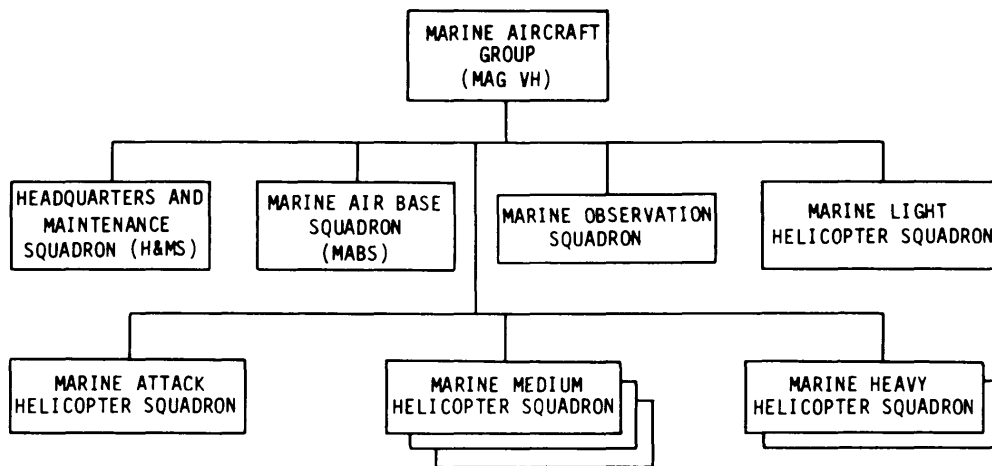 MARINE AIRCRAFT
GROUP
(MAG VH)
HEADQUARTERS AND
MAINTENANCE
SQUADRON (H&MS)
MARINE AIR BASE
SQUADRON
(MABS)
MARINE OBSERVATION
SQUADRON
MARINE LIGHT
HELICOPTER SQUADRON
MARINE ATTACK
HELICOPTER SQUADRON
MARINE MEDIUM
HELICOPTER SQUADRON
MARINE HEAVY
HELICOPTER SQUADRON